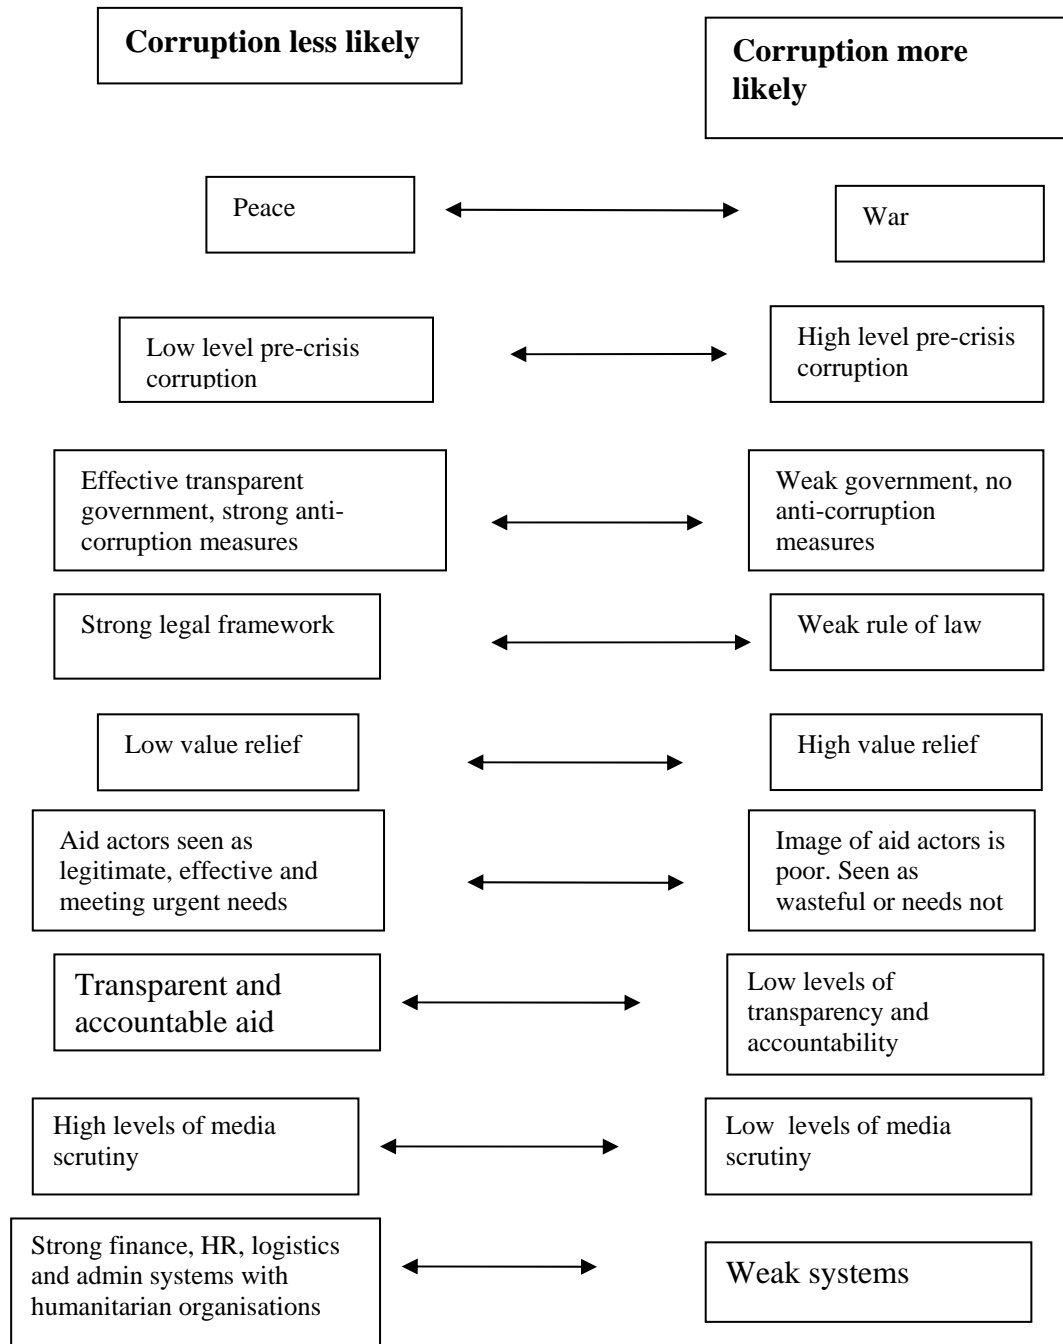 Corruption less likely
Corruption more
likely
Peace
War
Low level pre-crisis
corruption
High level pre-crisis
corruption
Effective transparent
government, strong anti-
corruption measures
Weak government, no
anti-corruption
measures
Strong legal framework
Weak rule of law
Low value relief
High value relief
Aid actors seen as
legitimate, effective and
meeting urgent needs
Image of aid actors is
poor. Seen as
wasteful or needs not
Transparent and
accountable aid
Low levels of
transparency and
accountability
High levels of media
scrutiny
Low  levels of media
scrutiny
Strong finance, HR, logistics
and admin systems with
humanitarian organisations
Weak systems